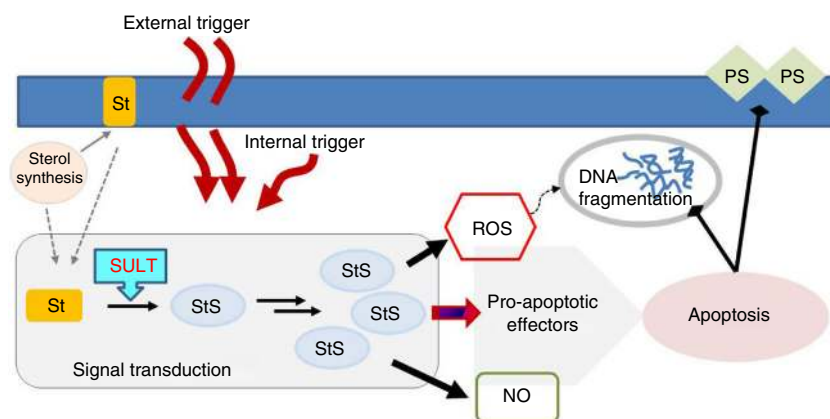 External trigger
PS
PS
St
Internal trigger
Sterol
synthesis
DNA
fragmentation
ROS
SULT
St
StS
StS
StS
StS
Pro-apoptotic
effectors
Apoptosis
Signal transduction
NO